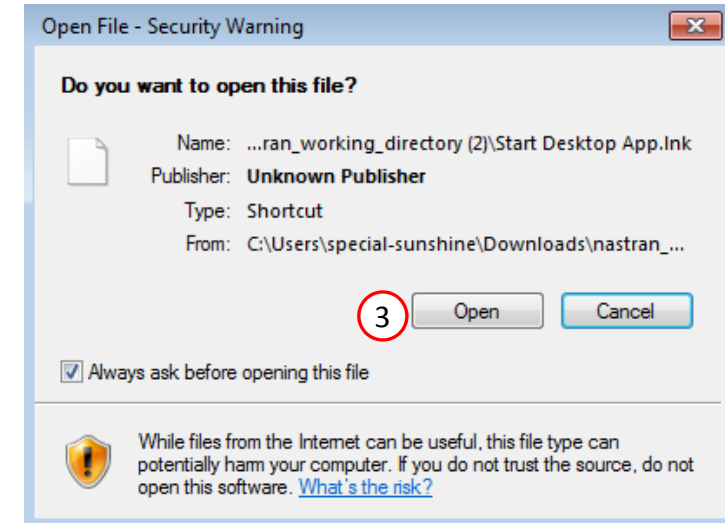 Open File - Security Warning
Do you want to open this file?
Name: ...ran_working_directory (2)\Start Desktop App.lnk
Publisher: Unknown Publisher
Type: Shortcut
From: C:\Users\special-sunshine\Downloads\nastran_...
3 Open Cancel
Always ask before opening this file
While files from the Internet can be useful, this file type can
potentially harm your computer. If you do not trust the source, do not
open this software. What's the risk?